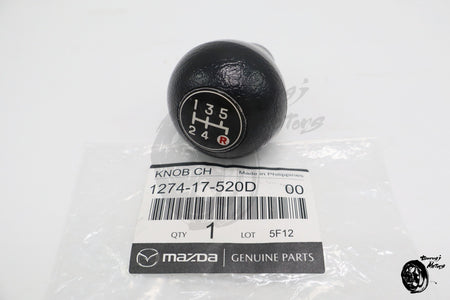 1 3 5
2 4 R
KNOB CH Made in Philippines
1274-17-520D 00
QTY 1 LOT 5F12
mazda GENUINE PARTS
Motors